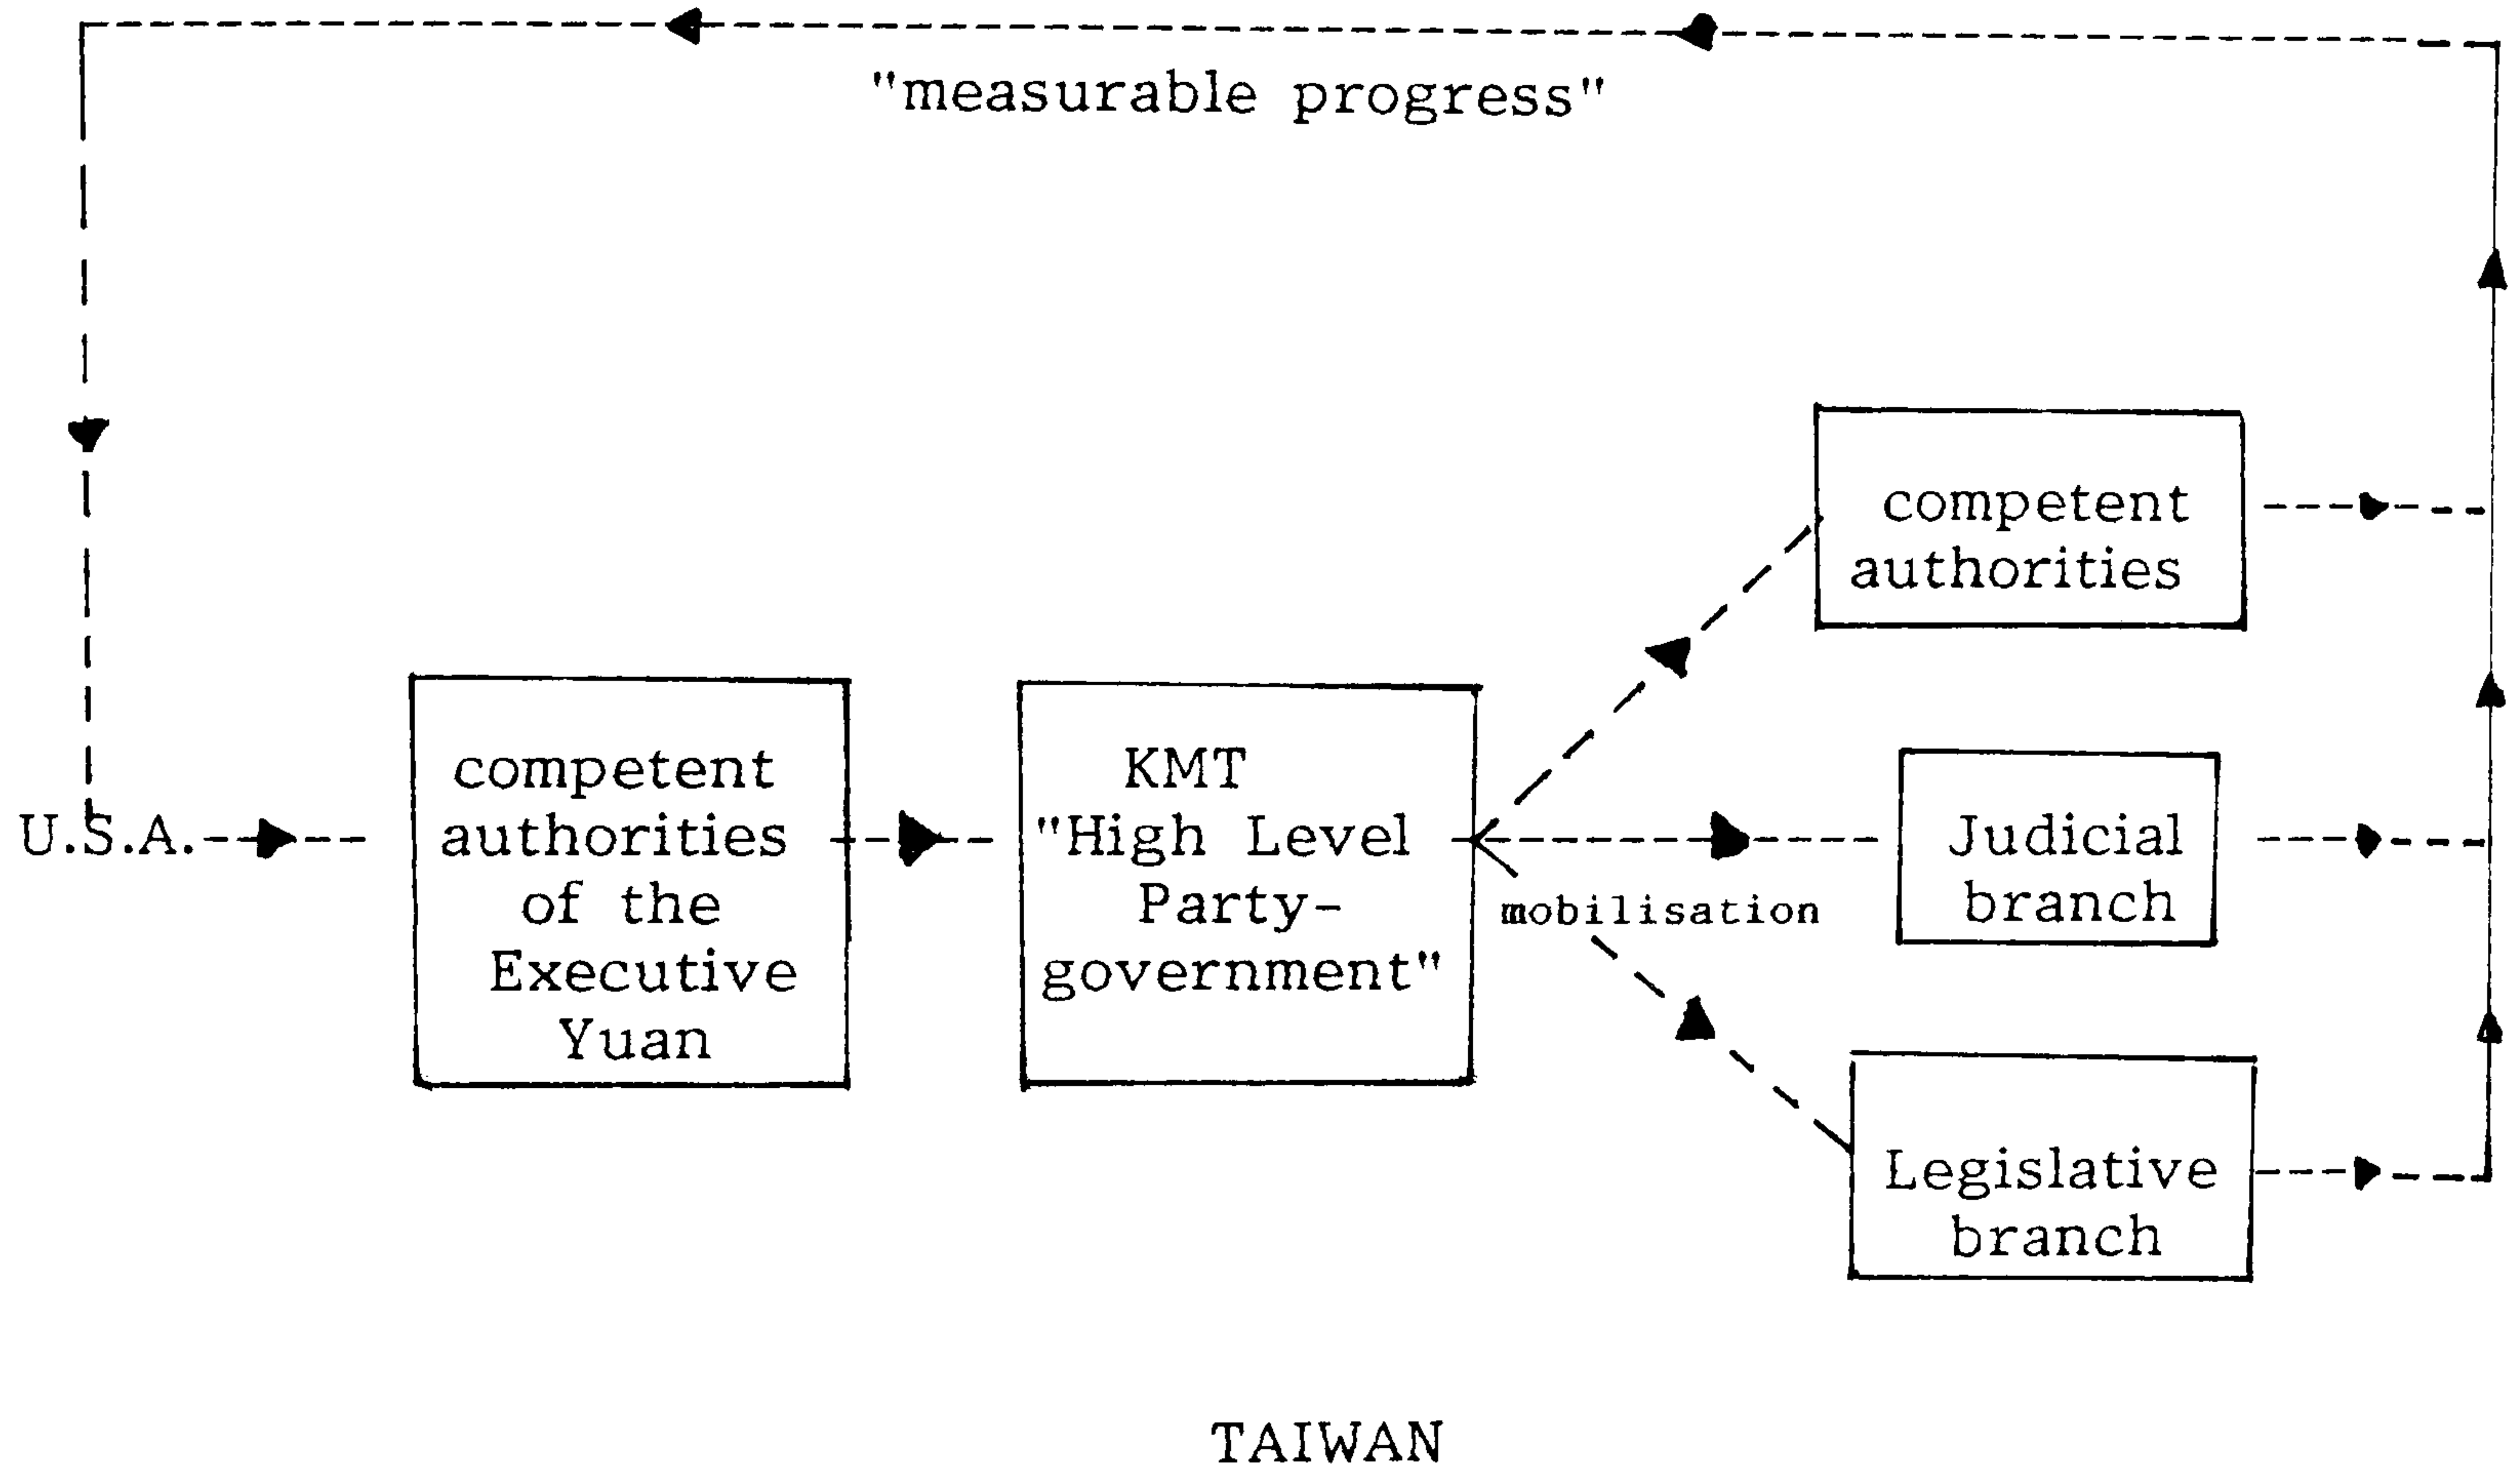 "measurable progress"
competent
authorities
U.S.A.
competent
authorities
of the
Executive
Yuan
KMT
"High Level
Party-
government"
mobilisation
Judicial
branch
Legislative
branch
TAIWAN